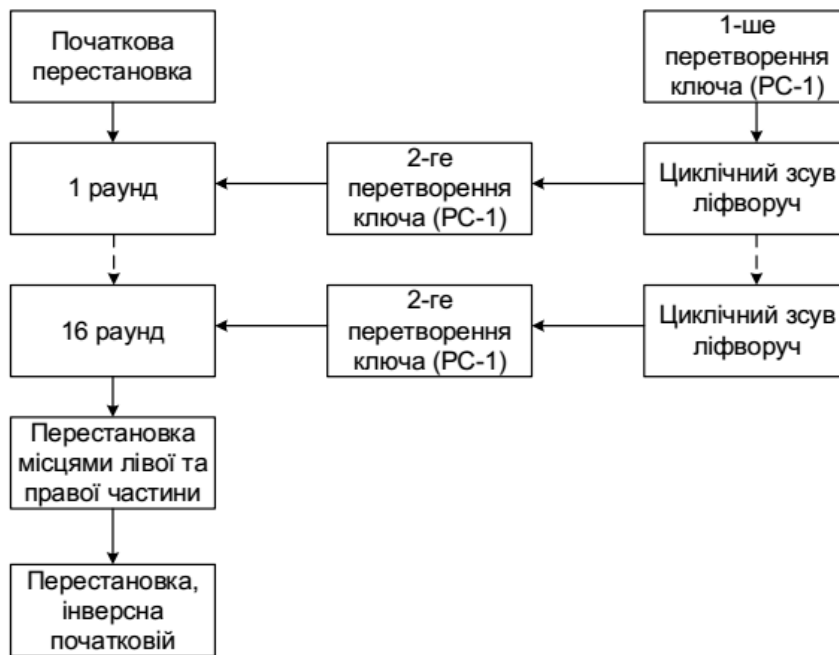 Початкова
перестановка
1-ше
перетворення
ключа (PC-1)
1 раунд
2-ге
перетворення
ключа (PC-1)
Циклічний зсув
ліфворуч
16 раунд
2-ге
перетворення
ключа (PC-1)
Циклічний зсув
ліфворуч
Перестановка
місцями лівої та
правої частини
Перестановка,
інверсна
початковій